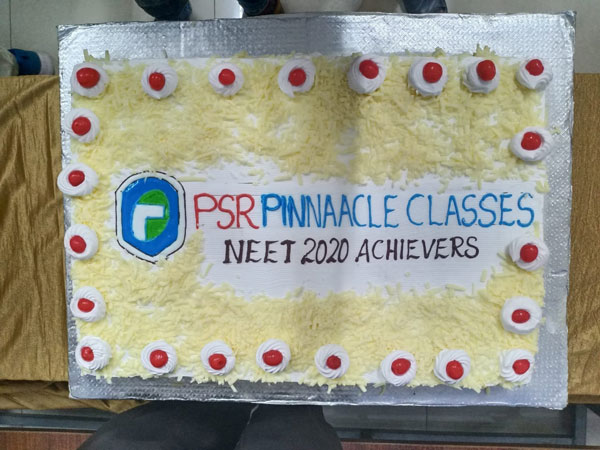 PSR PINNAACLE CLASSES
NEET 2020 ACHIEVERS